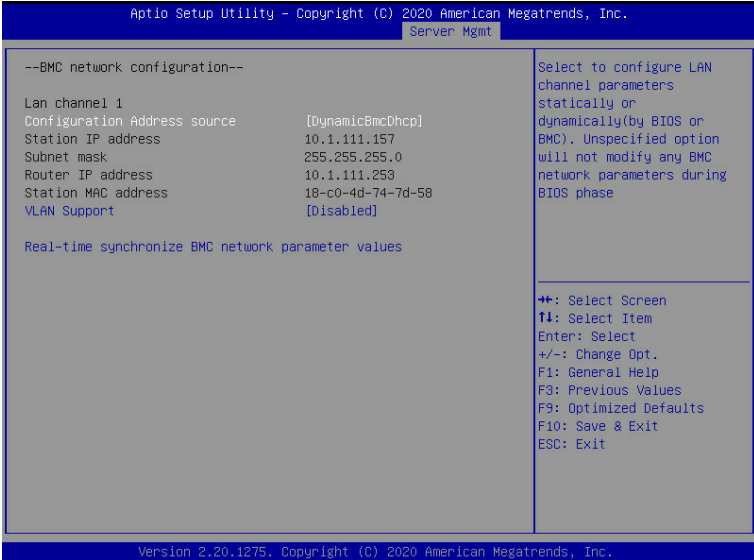 Aptio Setup Utility - Copyright (C) 2020 American Megatrends, Inc.
Server Mgmt
--BMC network configuration--
Lan channel 1
Configuration Address source [DynamicBmcDhcp]
Station IP address 10.1.111.157
Subnet mask 255.255.255.0
Router IP address 10.1.111.253
Station MAC address 18-c0-4d-74-7d-58
VLAN Support [Disabled]
Real-time synchronize BMC network parameter values
Select to configure LAN
channel parameters
statically or
dynamically(by BIOS or
BMC). Unspecified option
will not modify any BMC
network parameters during
BIOS phase
→←: Select Screen
↑↓: Select Item
Enter: Select
+/-: Change Opt.
F1: General Help
F3: Previous Values
F9: Optimized Defaults
F10: Save & Exit
ESC: Exit
Version 2.20.1275. Copyright (C) 2020 American Megatrends, Inc.